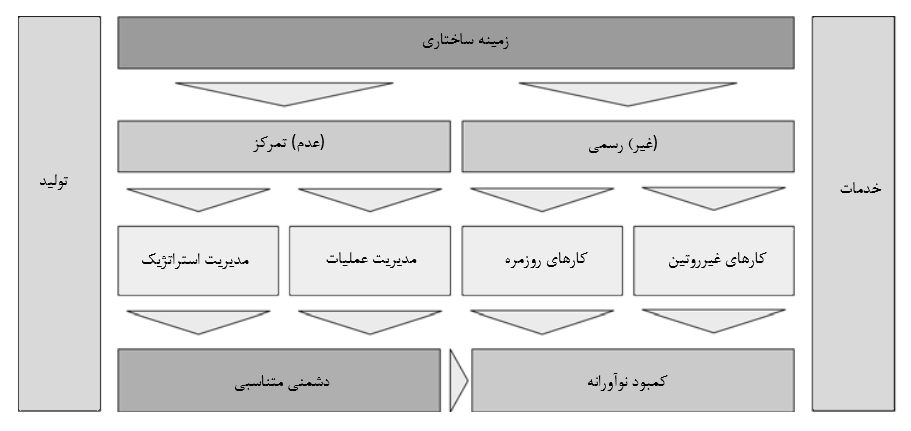 زمینه ساختاری
(غیر) رسمی
(عدم) تمرکز
خدمات
تولید
کارهای غیرروتین
کارهای روزمره
مدیریت عملیات
مدیریت استراتژیک
کمبود نوآورانه
دشمنی متناسبی